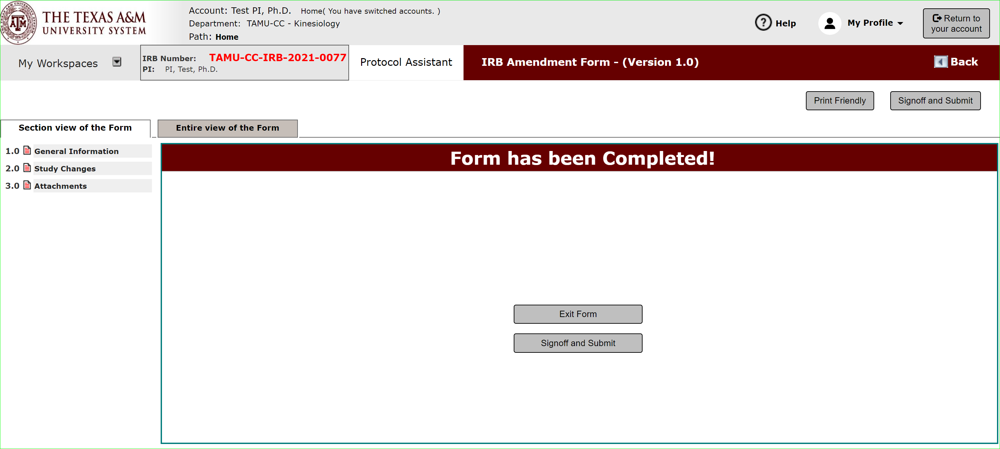 THE TEXAS A&M
UNIVERSITY SYSTEM
1876
Account: Test PI, Ph.D. Home( You have switched accounts. )
Department: TAMU-CC - Kinesiology
Path: Home
? Help
My Profile
Return to
your account
My Workspaces
IRB Number: TAMU-CC-IRB-2021-0077
PI: PI, Test, Ph.D.
Protocol Assistant
IRB Amendment Form - (Version 1.0)
Back
Print Friendly
Signoff and Submit
Section view of the Form
Entire view of the Form
1.0 General Information
2.0 Study Changes
3.0 Attachments
Form has been Completed!
Exit Form
Signoff and Submit